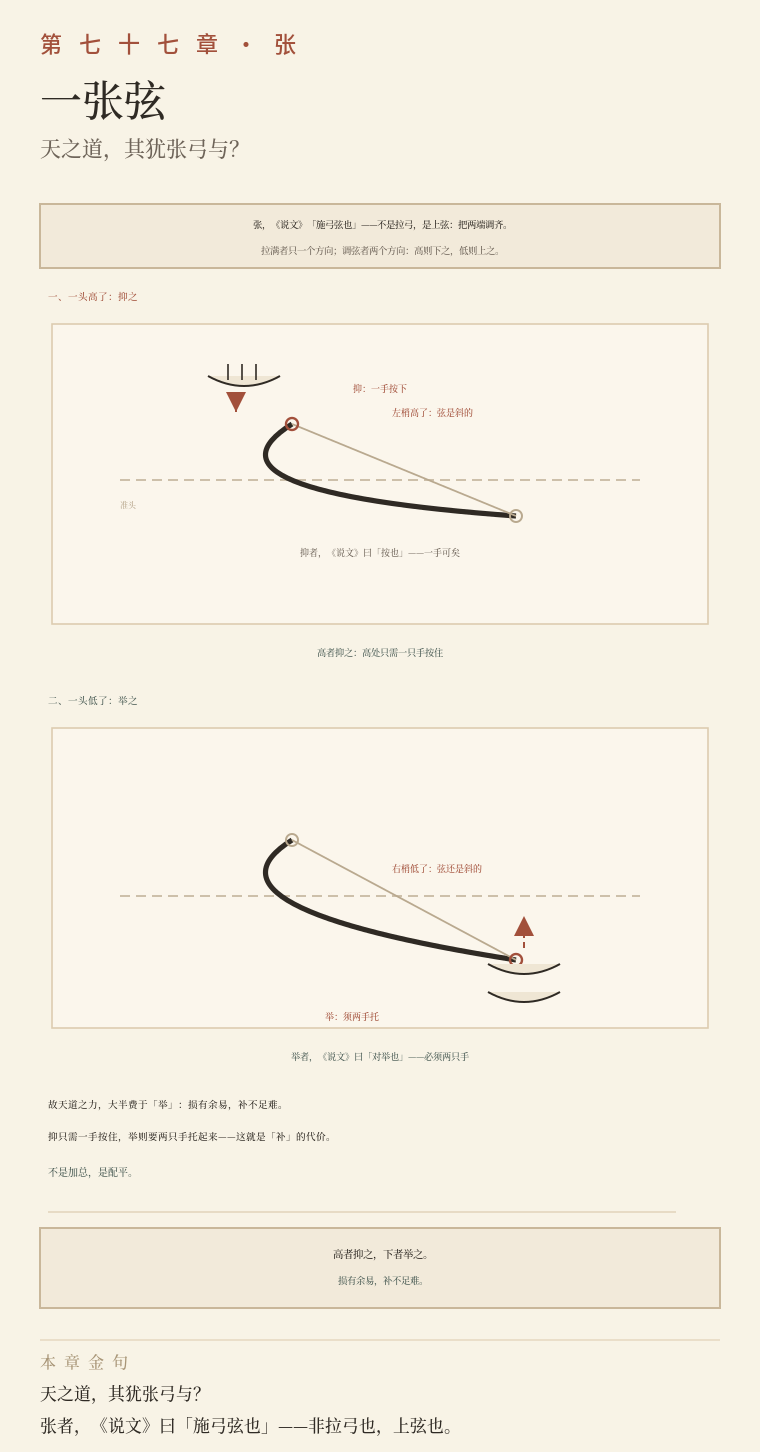 第七十七章·张
一张弦
天之道，其犹张弓与？
张，《说文》「施弓弦也」——不是拉弓，是上弦：把两端调齐。
拉满者只一个方向；调弦者两个方向：高则下之，低则上之。
一、一头高了：抑之
抑：一手按下
左梢高了：弦是斜的
准头
抑者，《说文》曰「按也」——一手可矣
高者抑之：高处只需一只手按住
二、一头低了：举之
右梢低了：弦还是斜的
举：须两手托
举者，《说文》曰「对举也」——必须两只手
故天道之力，大半费于「举」：损有余易，补不足难。
抑只需一手按住，举则要两只手托起来——这就是「补」的代价。
不是加总，是配平。
高者抑之，下者举之。
损有余易，补不足难。
本章金句
天之道，其犹张弓与？
张者，《说文》曰「施弓弦也」——非拉弓也，上弦也。